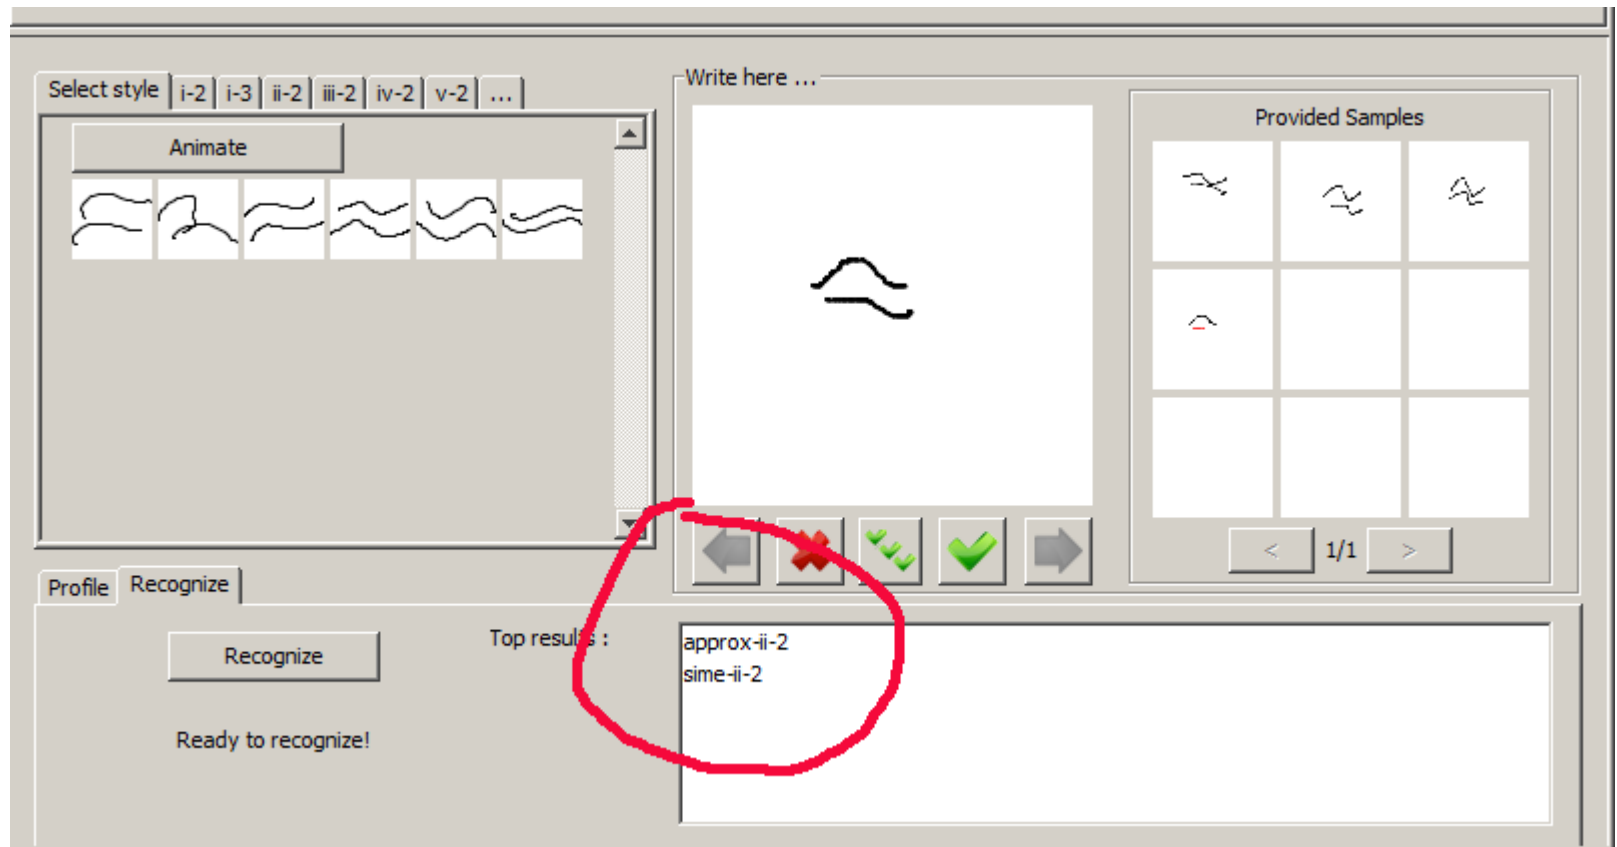 Select style i-2 i-3 ii-2 iii-2 iv-2 v-2 ...
Animate
Write here ...
Provided Samples
< 1/1 >
Profile Recognize
Recognize
Ready to recognize!
Top results :
approx-ii-2
sime-ii-2